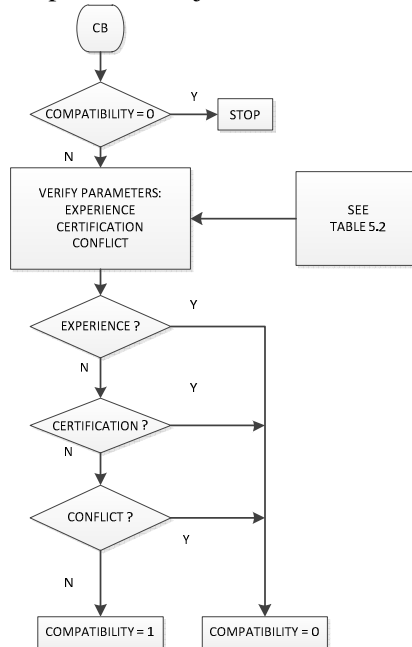 CB
COMPATIBILITY = 0
Y
STOP
N
VERIFY PARAMETERS:
EXPERIENCE
CERTIFICATION
CONFLICT
SEE
TABLE 5.2
EXPERIENCE ?
Y
N
CERTIFICATION ?
Y
N
CONFLICT ?
Y
N
COMPATIBILITY = 1
COMPATIBILITY = 0